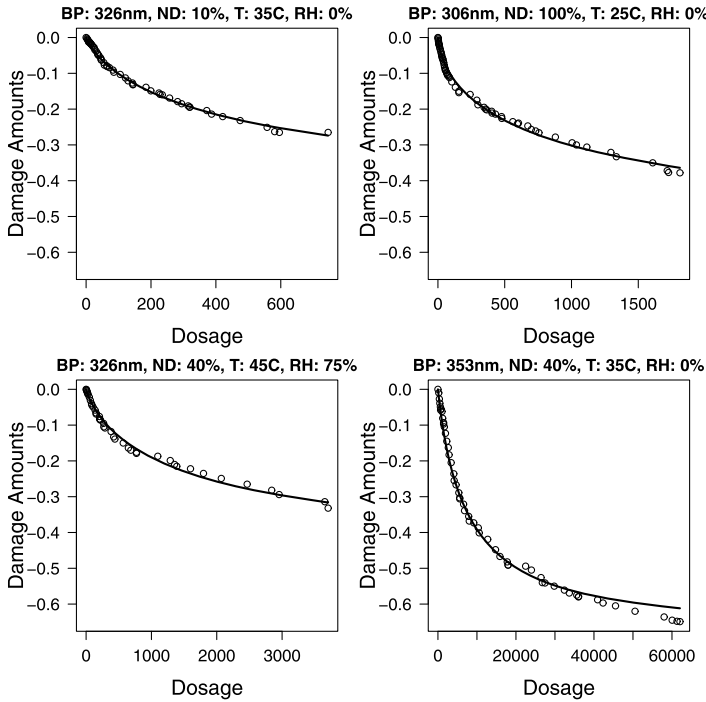 BP: 326nm, ND: 10%, T: 35C, RH: 0%
0.0
−0.1
−0.2
−0.3
−0.4
−0.5
−0.6
Damage Amounts
0 200 400 600
Dosage
BP: 306nm, ND: 100%, T: 25C, RH: 0%
0.0
−0.1
−0.2
−0.3
−0.4
−0.5
−0.6
Damage Amounts
0 500 1000 1500
Dosage
BP: 326nm, ND: 40%, T: 45C, RH: 75%
0.0
−0.1
−0.2
−0.3
−0.4
−0.5
−0.6
Damage Amounts
0 1000 2000 3000
Dosage
BP: 353nm, ND: 40%, T: 35C, RH: 0%
0.0
−0.1
−0.2
−0.3
−0.4
−0.5
−0.6
Damage Amounts
0 20000 40000 60000
Dosage